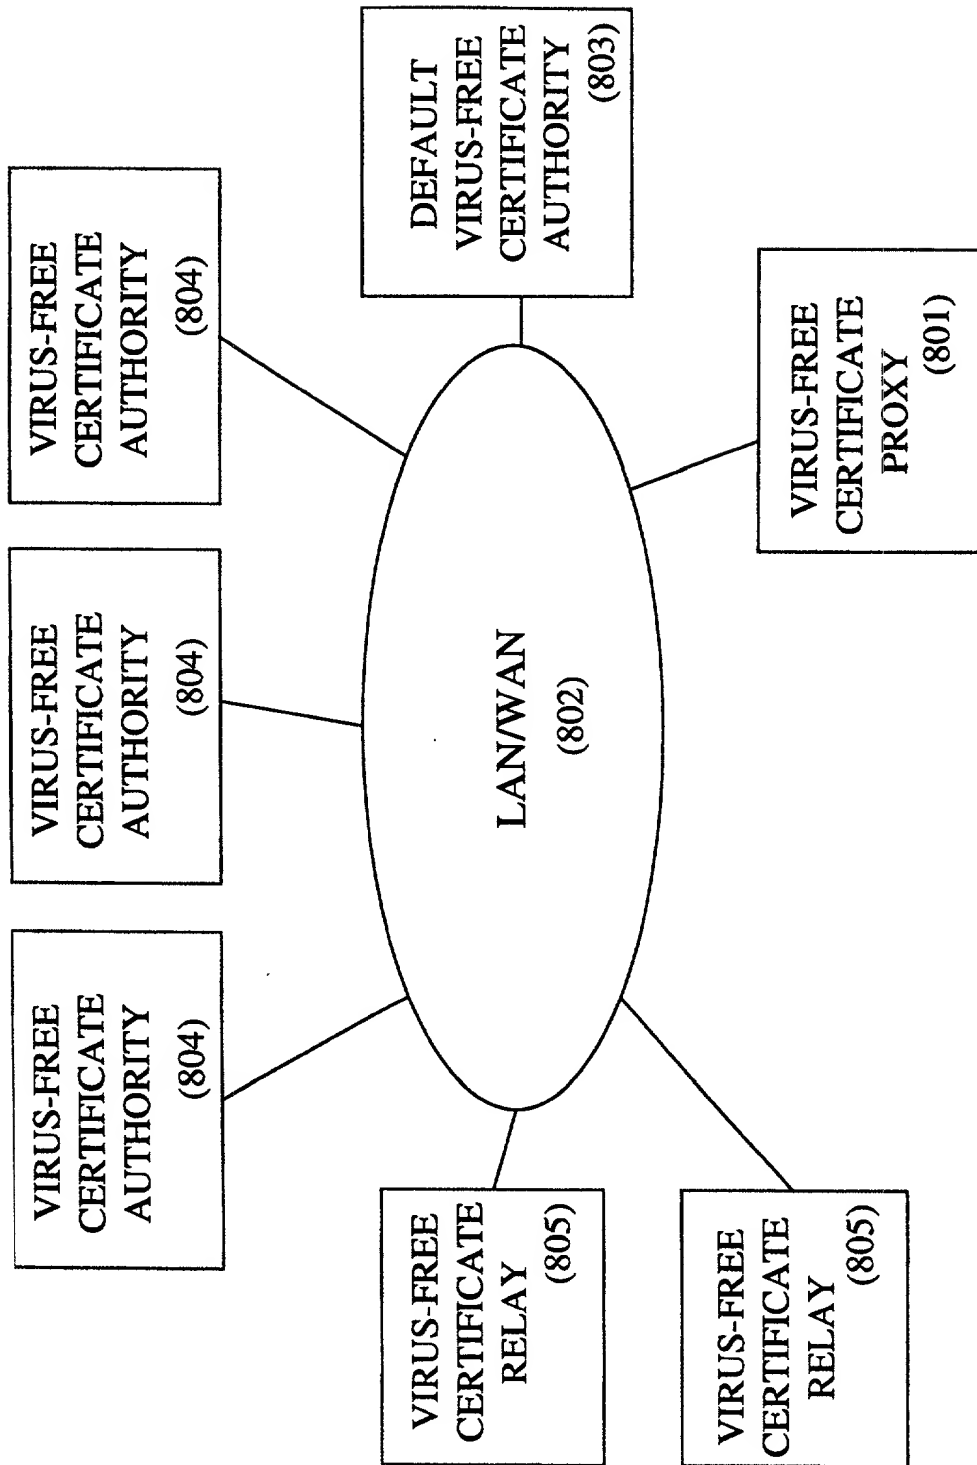 VIRUS-FREE
CERTIFICATE
AUTHORITY
(804)
VIRUS-FREE
CERTIFICATE
AUTHORITY
(804)
VIRUS-FREE
CERTIFICATE
AUTHORITY
(804)
VIRUS-FREE
CERTIFICATE
RELAY
(805)
LAN/WAN
(802)
DEFAULT
VIRUS-FREE
CERTIFICATE
AUTHORITY
(803)
VIRUS-FREE
CERTIFICATE
RELAY
(805)
VIRUS-FREE
CERTIFICATE
PROXY
(801)